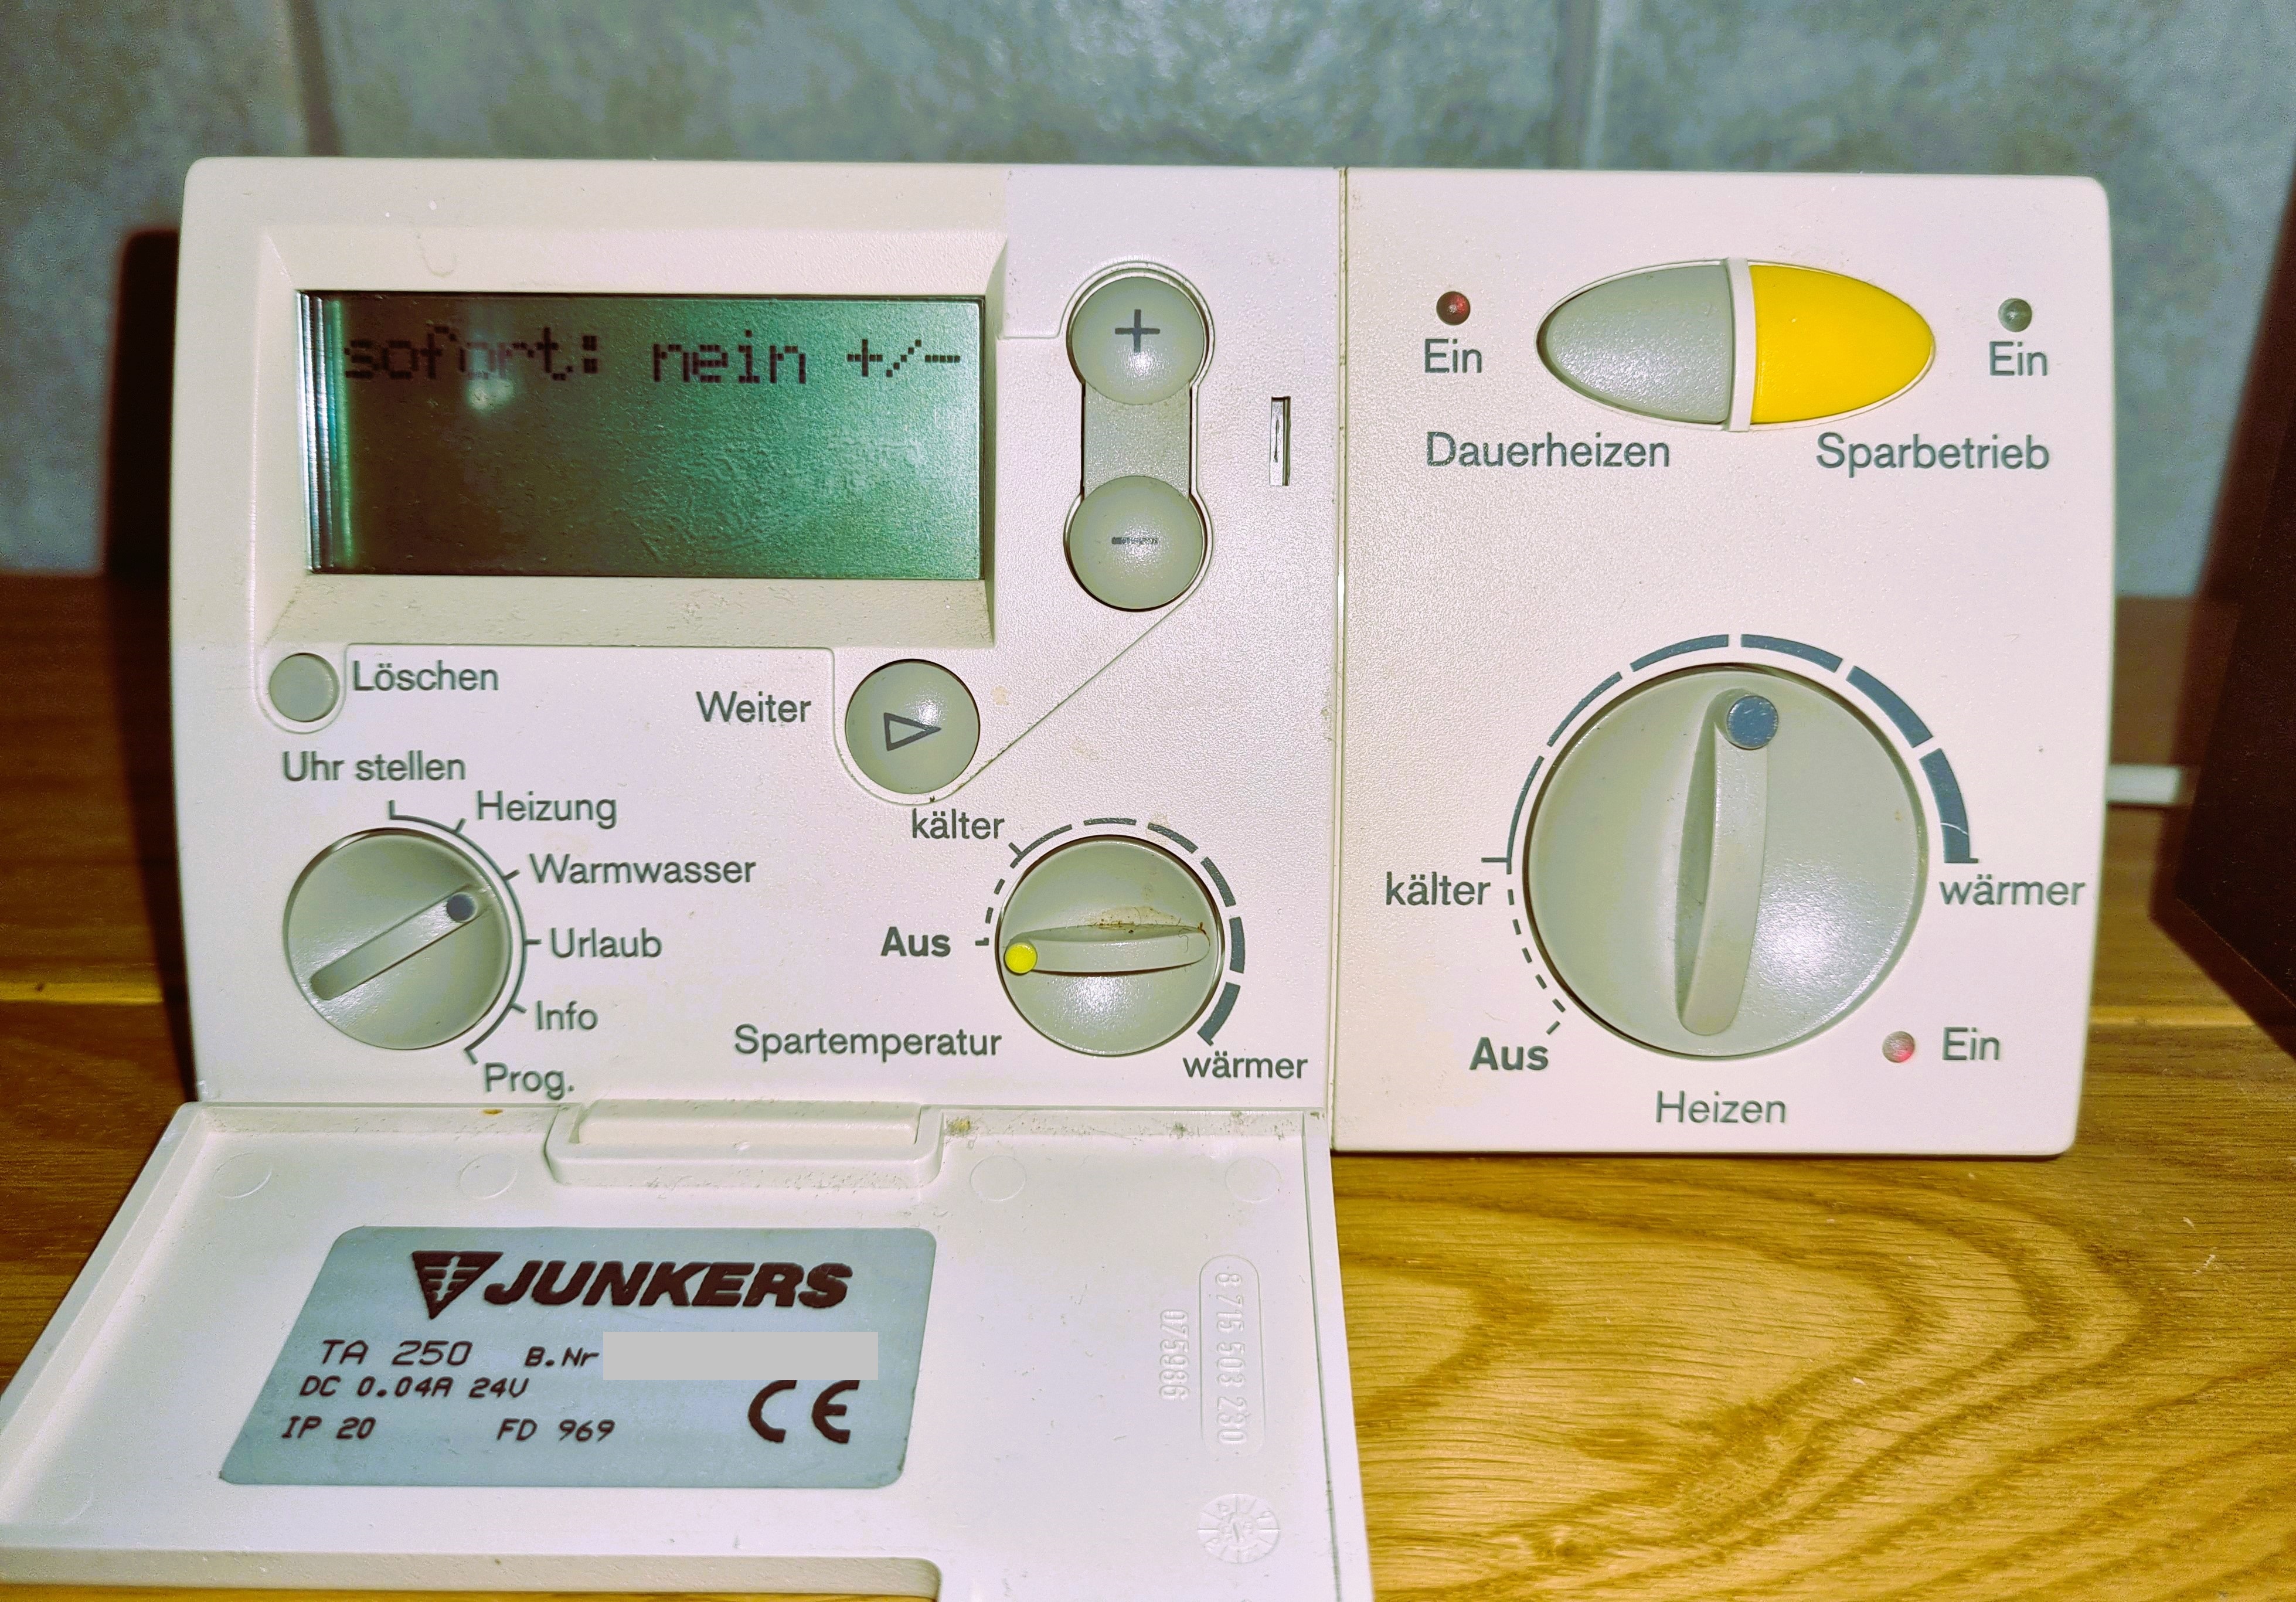 sofort: nein +/-
+
-
Löschen
Weiter
Uhr stellen
Heizung
Warmwasser
Urlaub
Info
Prog.
kälter
Aus
Spartemperatur
wärmer
Ein
Ein
Dauerheizen
Sparbetrieb
kälter
wärmer
Aus
Ein
Heizen
JUNKERS
TA 250 B.Nr
DC 0.04A 24V
IP 20 FD 969
CE
8 715 503 230
075986